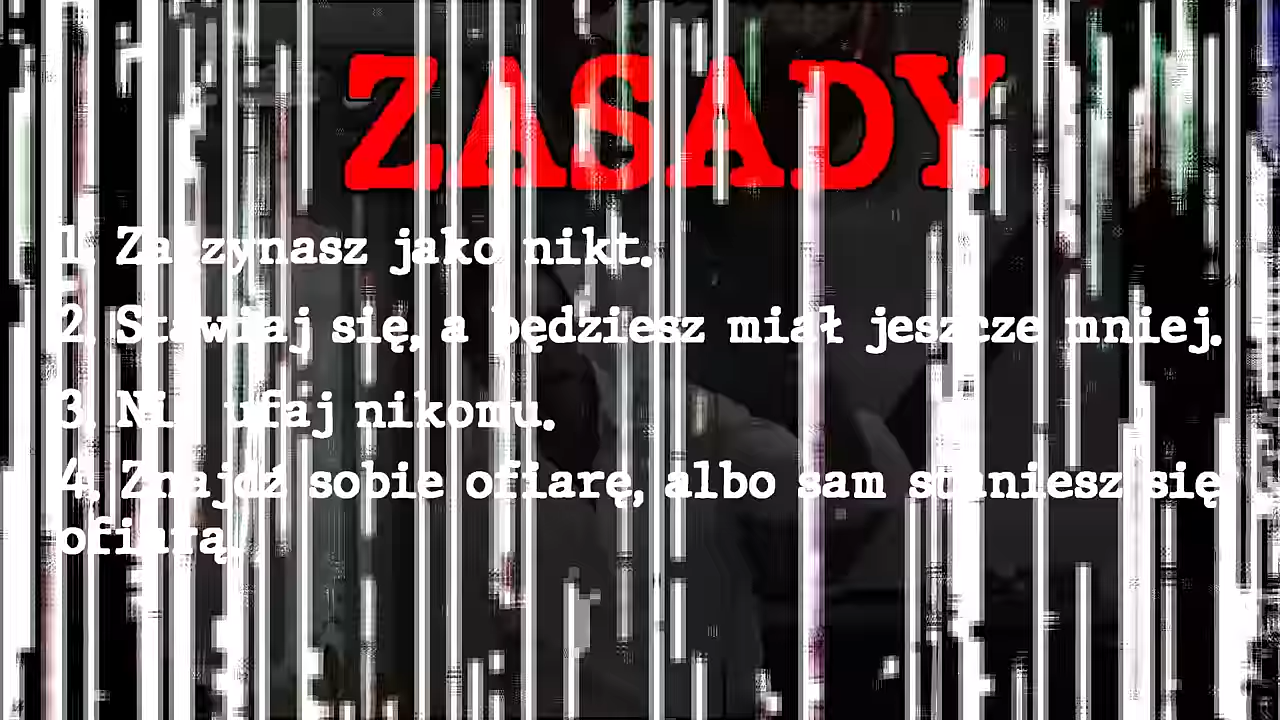 ZASADY
1. Zaczynasz jako nikt.
2. Stawiaj się, a będziesz miał jeszcze mniej.
3. Nie ufaj nikomu.
4. Znajdź sobie ofiarę, albo sam staniesz się
ofiarą.